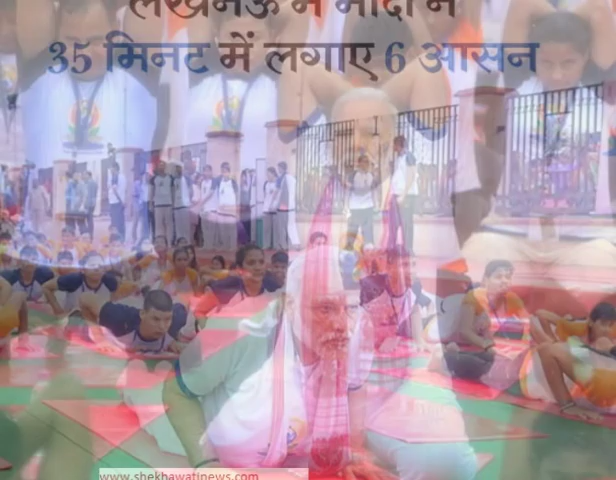 लखनऊ में मोदी ने
35 मिनट में लगाए 6 आसन
www.shekhawatinews.com